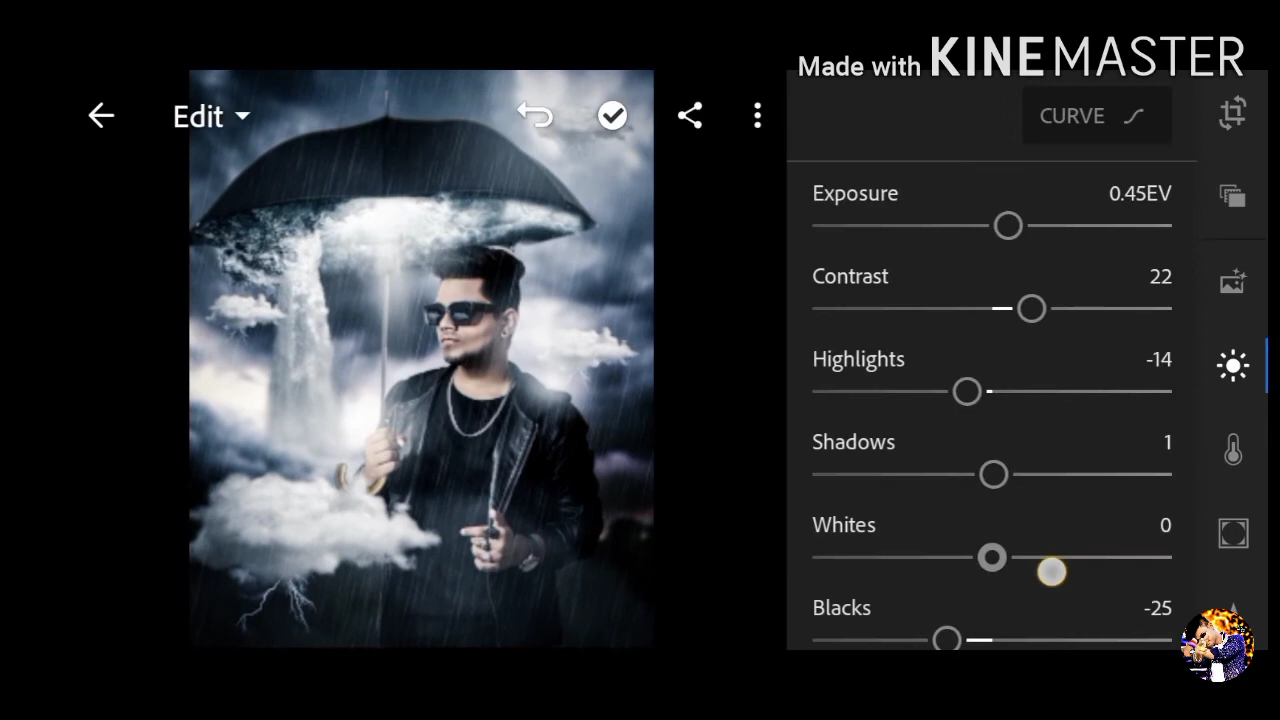 Made with KINEMASTER
Edit
CURVE
Exposure 0.45EV
Contrast 22
Highlights -14
Shadows 1
Whites 0
Blacks -25